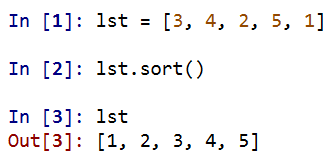 In [1]: lst = [3, 4, 2, 5, 1]
In [2]: lst.sort()
In [3]: lst
Out[3]: [1, 2, 3, 4, 5]